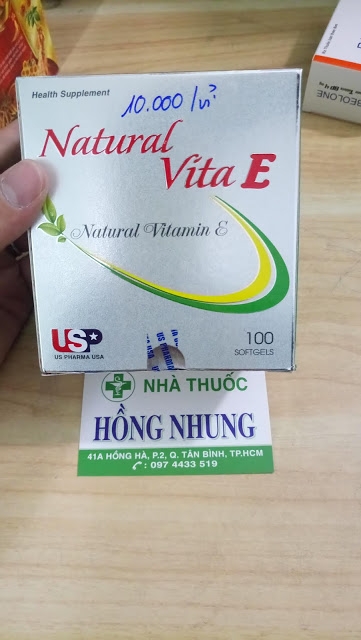 Health Supplement
10.000/vỉ
Natural
Vita E
Natural Vitamin E
USP
US PHARMA USA
100
SOFTGELS
NHÀ THUỐC
HỒNG NHUNG
41A HỒNG HÀ, P.2, Q. TÂN BÌNH, TP.HCM
: 097 4433 519